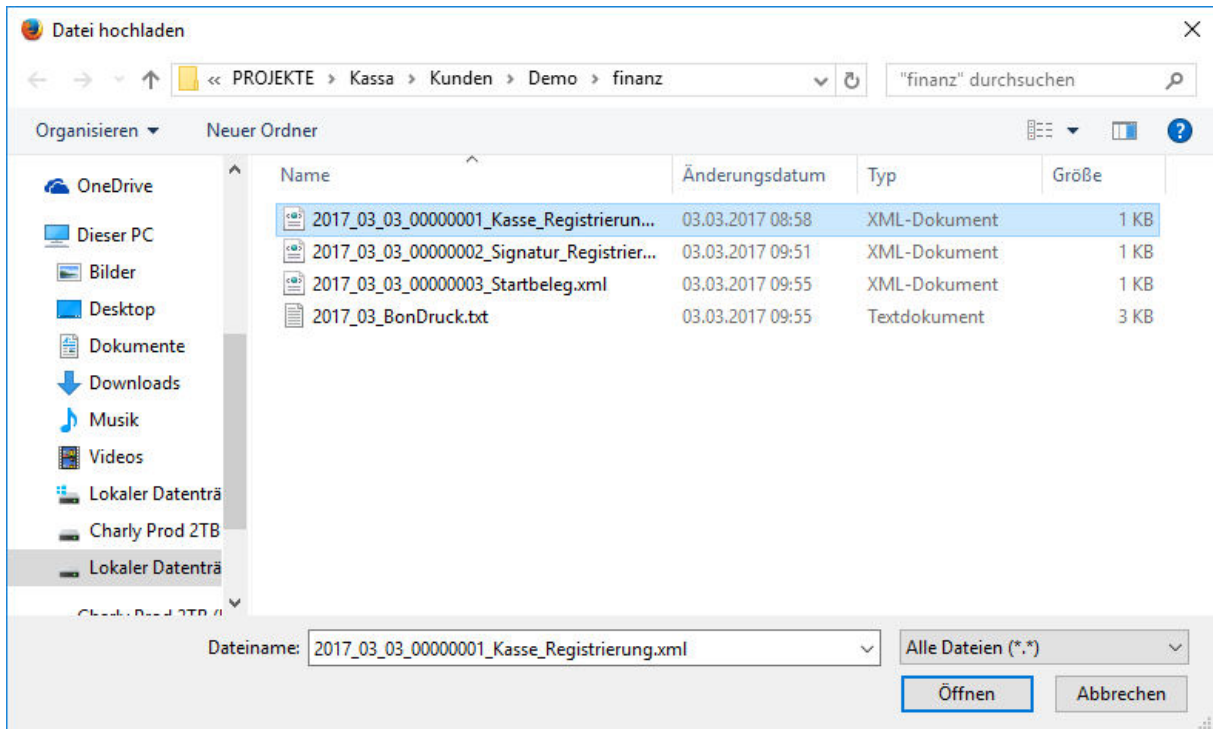 Datei hochladen
« PROJEKTE › Kassa › Kunden › Demo › finanz
"finanz" durchsuchen
Organisieren
Neuer Ordner
?
OneDrive
Dieser PC
Bilder
Desktop
Dokumente
Downloads
Musik
Videos
Lokaler Datenträ
Charly Prod 2TB
Lokaler Datenträ
Charly Prod 2TB (
Name Änderungsdatum Typ Größe
2017_03_03_00000001_Kasse_Registrierun... 03.03.2017 08:58 XML-Dokument 1 KB
2017_03_03_00000002_Signatur_Registrier... 03.03.2017 09:51 XML-Dokument 1 KB
2017_03_03_00000003_Startbeleg.xml 03.03.2017 09:55 XML-Dokument 1 KB
2017_03_BonDruck.txt 03.03.2017 09:55 Textdokument 3 KB
Dateiname: 2017_03_03_00000001_Kasse_Registrierung.xml
Alle Dateien (*.*)
Öffnen
Abbrechen